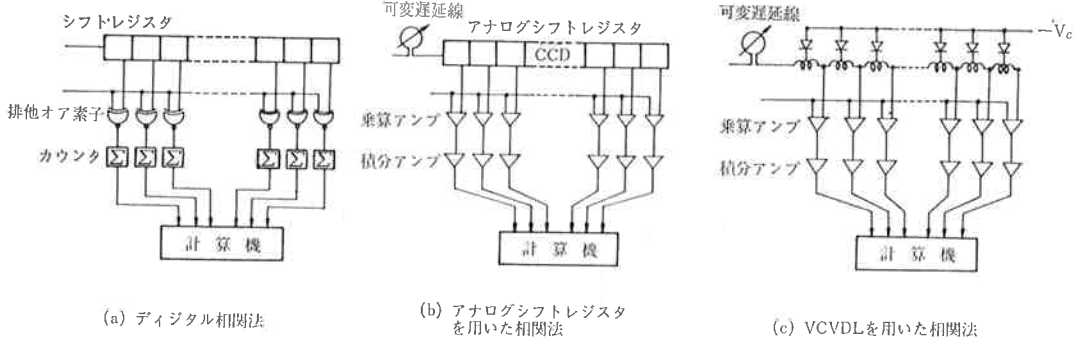 シフトレジスタ
排他オア素子
カウンタ
Σ Σ Σ Σ Σ Σ
計算機
(a) ディジタル相関法
可変遅延線
アナログシフトレジスタ
CCD
乗算アンプ
積分アンプ
計算機
(b) アナログシフトレジスタ
を用いた相関法
可変遅延線
-Vc
乗算アンプ
積分アンプ
計算機
(c) VCVDLを用いた相関法